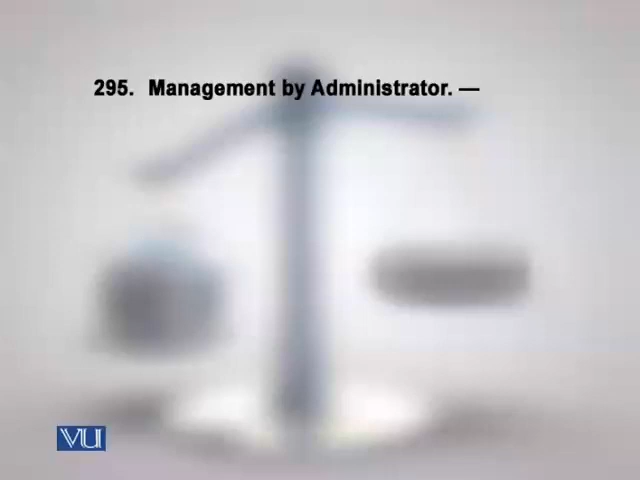 295. Management by Administrator. —
VU